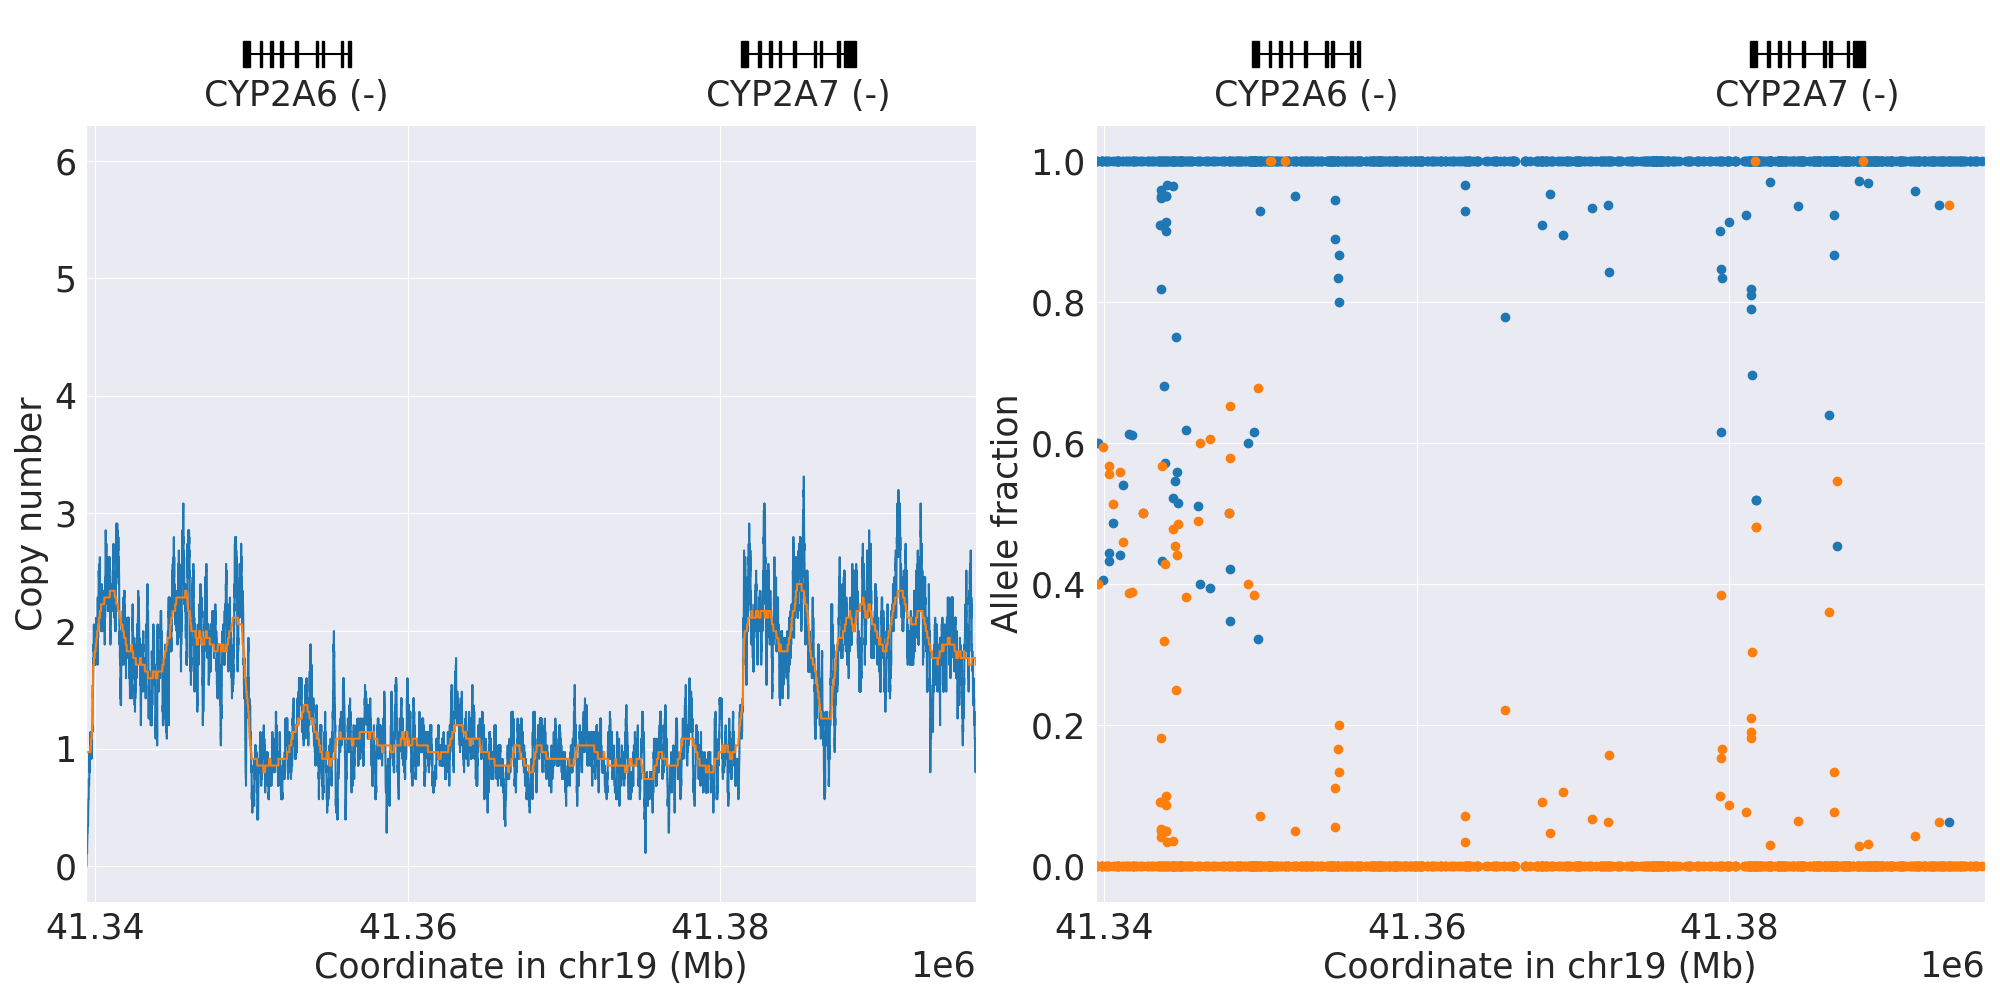 CYP2A6 (-)
CYP2A7 (-)
6
5
4
3
2
1
0
Copy number
41.34
41.36
41.38
Coordinate in chr19 (Mb)
1e6
CYP2A6 (-)
CYP2A7 (-)
1.0
0.8
0.6
0.4
0.2
0.0
Allele fraction
41.34
41.36
41.38
Coordinate in chr19 (Mb)
1e6